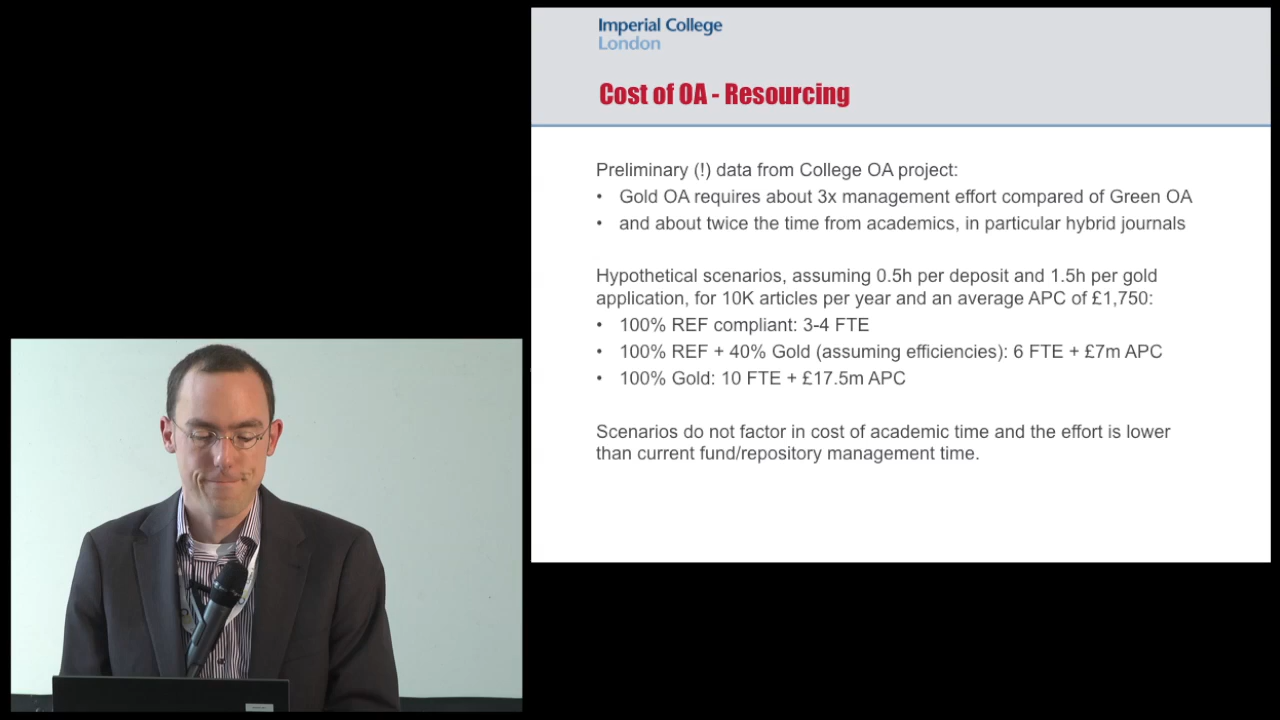 Imperial College
London
Cost of OA - Resourcing
Preliminary (!) data from College OA project:
• Gold OA requires about 3x management effort compared of Green OA
• and about twice the time from academics, in particular hybrid journals
Hypothetical scenarios, assuming 0.5h per deposit and 1.5h per gold
application, for 10K articles per year and an average APC of £1,750:
• 100% REF compliant: 3-4 FTE
• 100% REF + 40% Gold (assuming efficiencies): 6 FTE + £7m APC
• 100% Gold: 10 FTE + £17.5m APC
Scenarios do not factor in cost of academic time and the effort is lower
than current fund/repository management time.